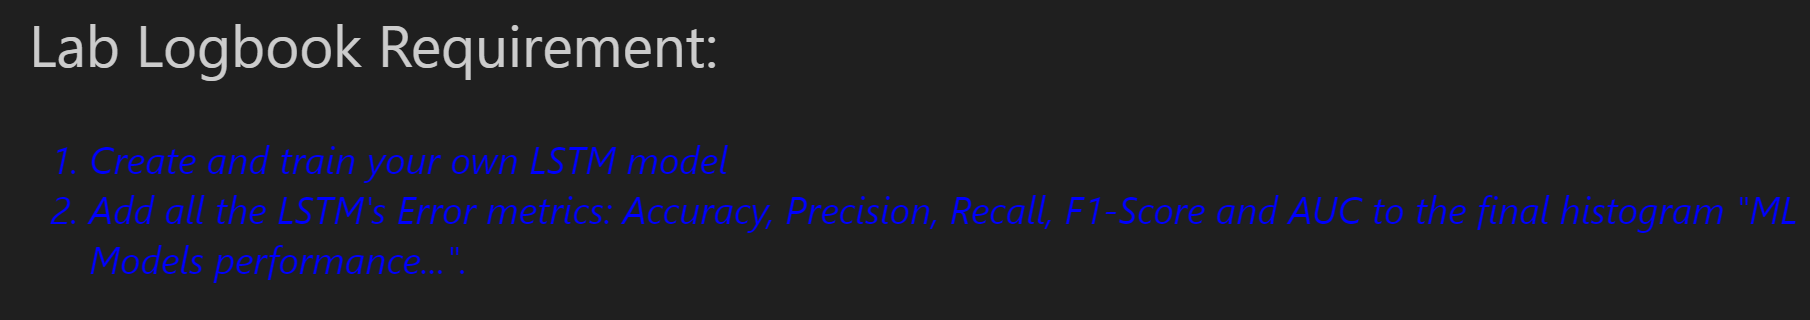 Lab Logbook Requirement:
1. Create and train your own LSTM model
2. Add all the LSTM's Error metrics: Accuracy, Precision, Recall, F1-Score and AUC to the final histogram "ML
Models performance...".